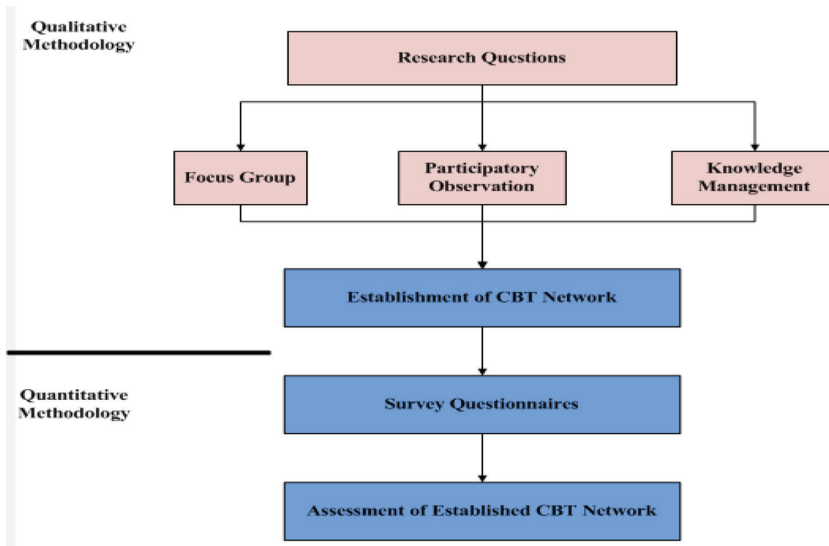 Qualitative
Methodology
Research Questions
Focus Group
Participatory
Observation
Knowledge
Management
Establishment of CBT Network
Quantitative
Methodology
Survey Questionnaires
Assessment of Established CBT Network